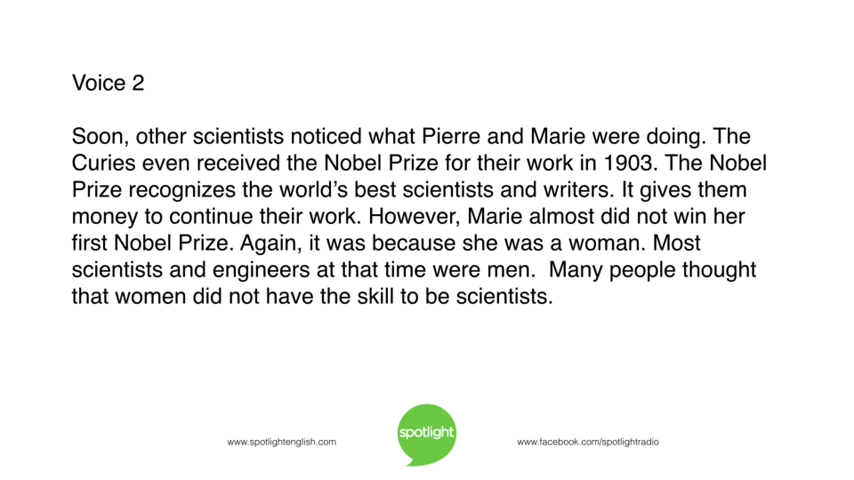 Voice 2
Soon, other scientists noticed what Pierre and Marie were doing. The
Curies even received the Nobel Prize for their work in 1903. The Nobel
Prize recognizes the world’s best scientists and writers. It gives them
money to continue their work. However, Marie almost did not win her
first Nobel Prize. Again, it was because she was a woman. Most
scientists and engineers at that time were men.  Many people thought
that women did not have the skill to be scientists.
www.spotlightenglish.com
spotlight
www.facebook.com/spotlightradio